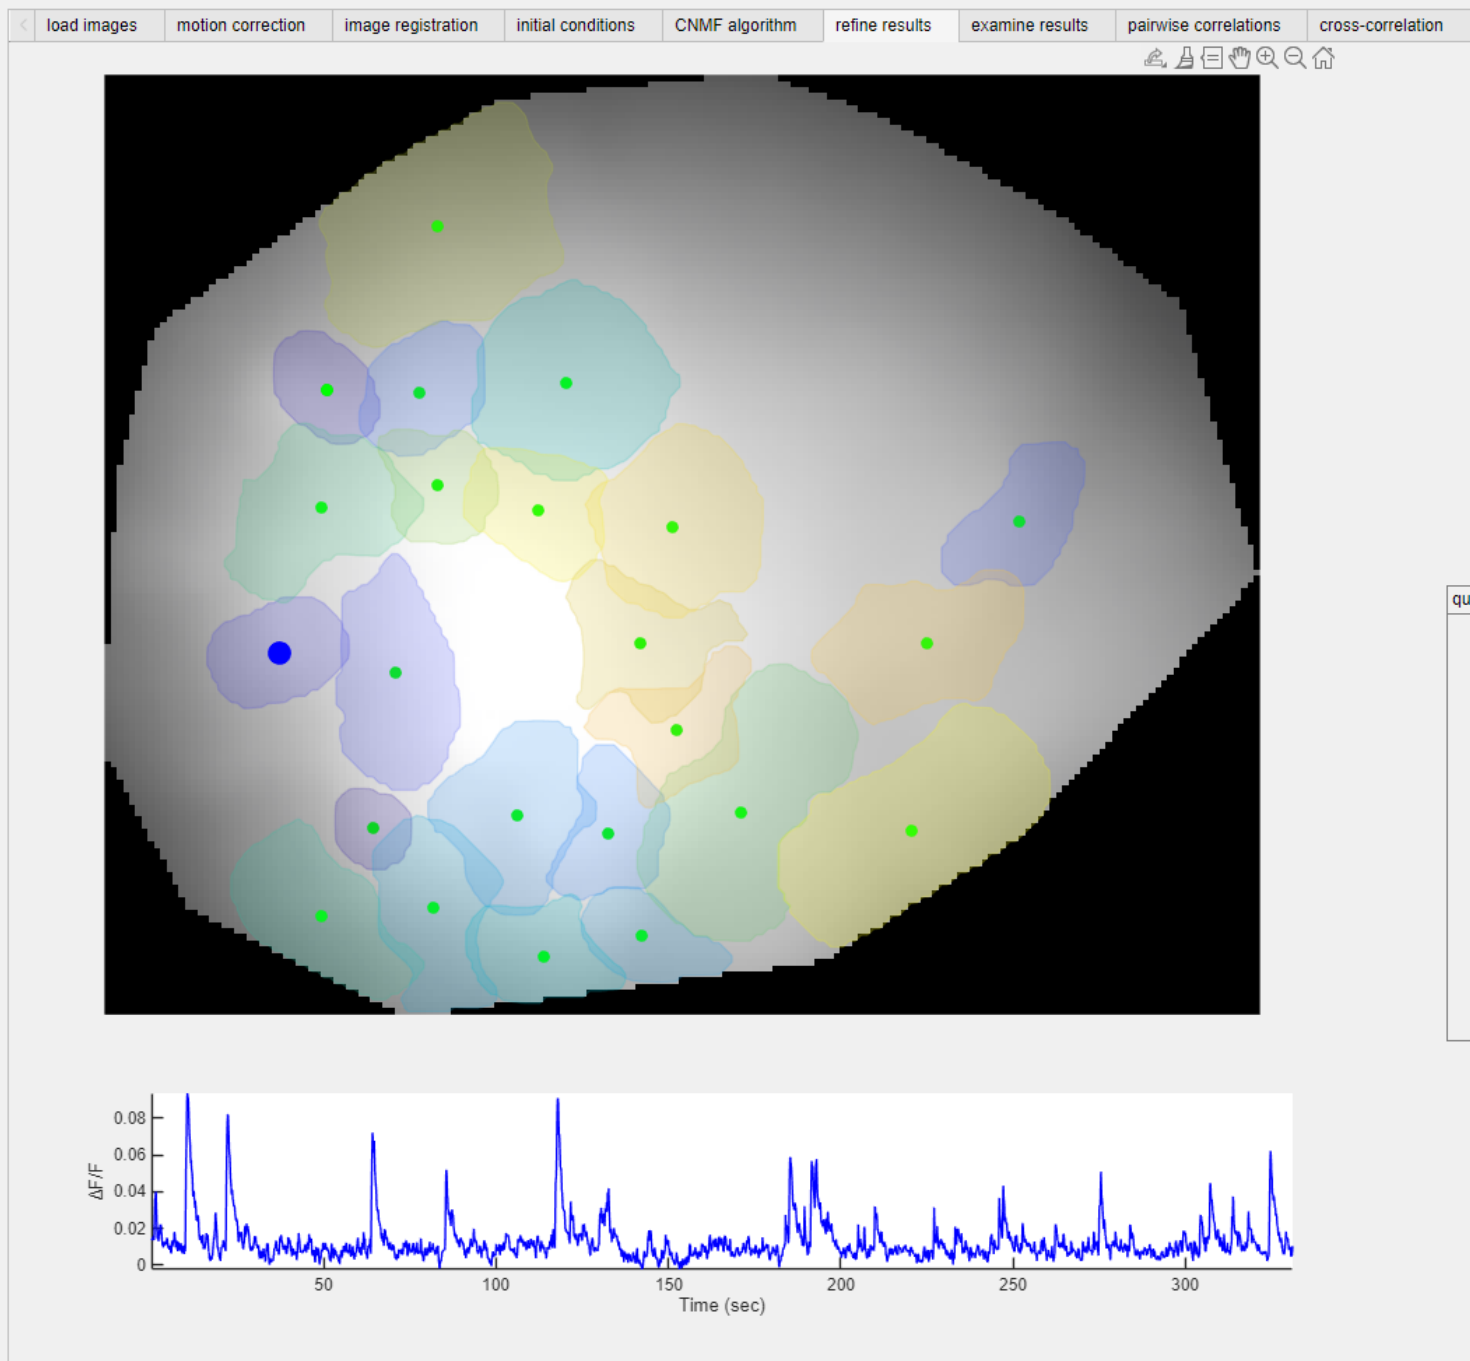 load images motion correction image registration initial conditions CNMF algorithm refine results examine results pairwise correlations cross-correlation
qu
0.08
0.06
0.04
0.02
0
ΔF/F
50 100 150 200 250 300
Time (sec)